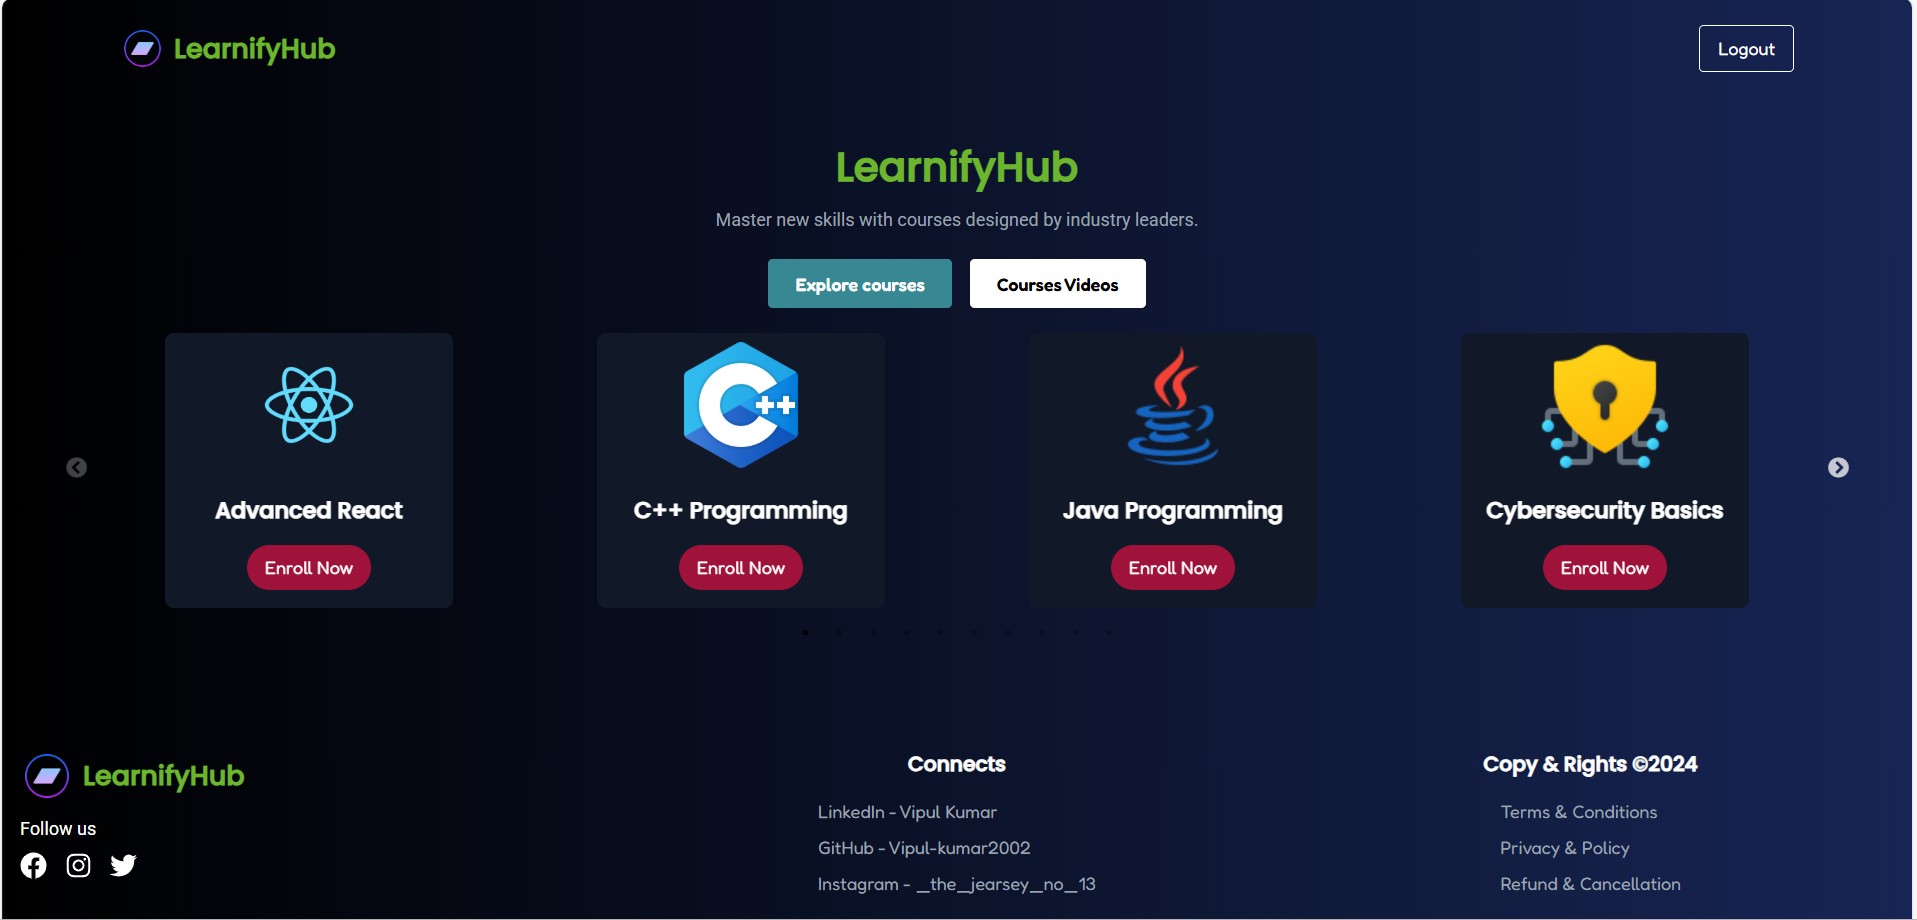 LearnifyHub
Logout
LearnifyHub
Master new skills with courses designed by industry leaders.
Explore courses
Courses Videos
Advanced React
Enroll Now
C++ Programming
Enroll Now
Java Programming
Enroll Now
Cybersecurity Basics
Enroll Now
LearnifyHub
Follow us
Connects
LinkedIn - Vipul Kumar
GitHub - Vipul-kumar2002
Instagram - _the_jearsey_no_13
Copy & Rights ©2024
Terms & Conditions
Privacy & Policy
Refund & Cancellation